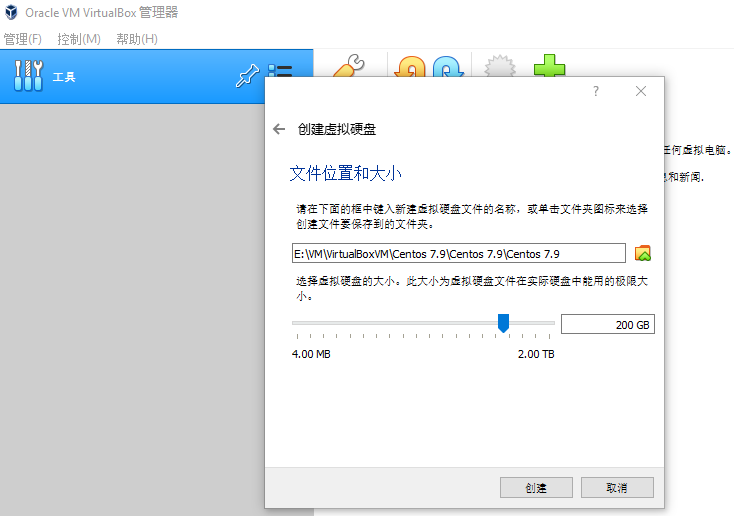 Oracle VM VirtualBox 管理器
管理(F) 控制(M) 帮助(H)
工具
?
创建虚拟硬盘
任何虚拟电脑。
文件位置和大小
息和新闻.
请在下面的框中键入新建虚拟硬盘文件的名称，或单击文件夹图标来选择
创建文件要保存到的文件夹。
E:\VM\VirtualBoxVM\Centos 7.9\Centos 7.9\Centos 7.9
选择虚拟硬盘的大小。此大小为虚拟硬盘文件在实际硬盘中能用的极限大
小。
200 GB
4.00 MB 2.00 TB
创建 取消